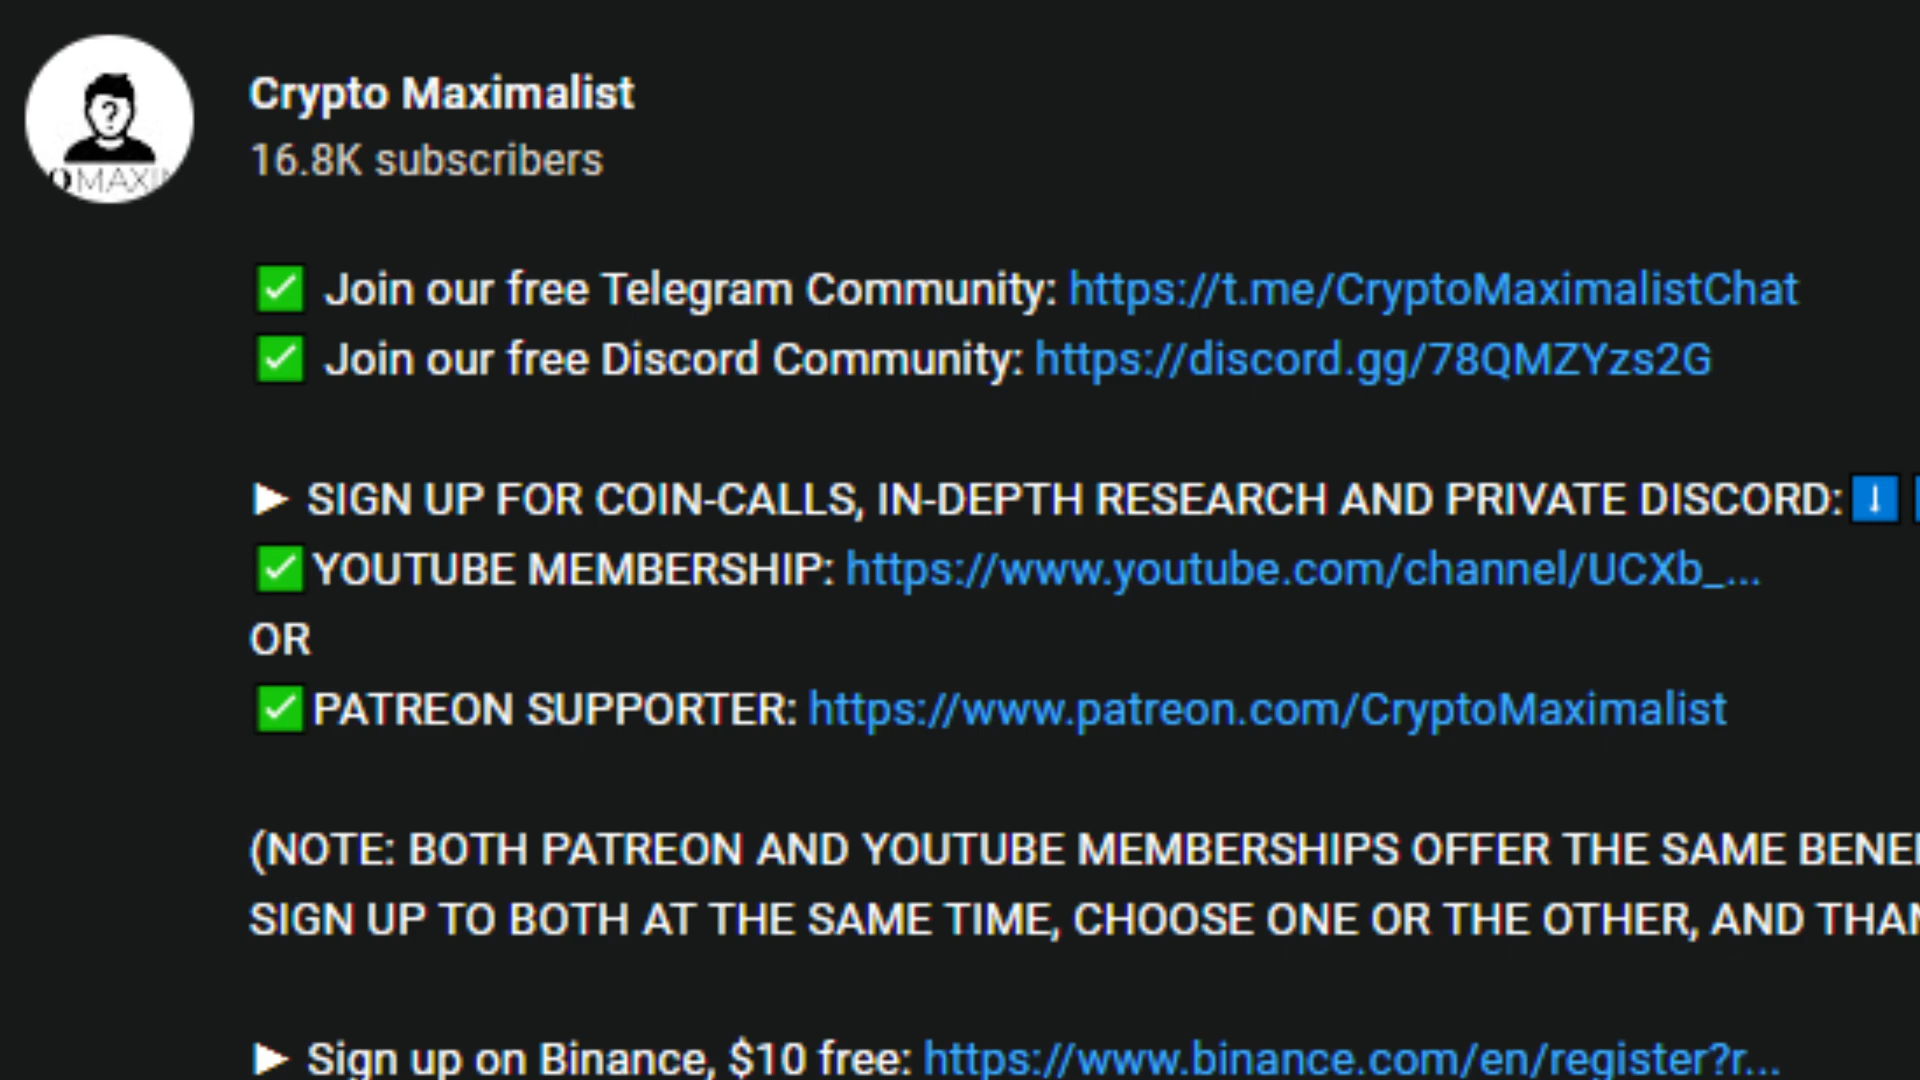 Crypto Maximalist
16.8K subscribers
?
O MAXI
✅ Join our free Telegram Community: https://t.me/CryptoMaximalistChat
✅ Join our free Discord Community: https://discord.gg/78QMZYzs2G
► SIGN UP FOR COIN-CALLS, IN-DEPTH RESEARCH AND PRIVATE DISCORD: ⬇
✅ YOUTUBE MEMBERSHIP: https://www.youtube.com/channel/UCXb_...
OR
✅ PATREON SUPPORTER: https://www.patreon.com/CryptoMaximalist
(NOTE: BOTH PATREON AND YOUTUBE MEMBERSHIPS OFFER THE SAME BENE
SIGN UP TO BOTH AT THE SAME TIME, CHOOSE ONE OR THE OTHER, AND THAN
► Sign up on Binance, $10 free: https://www.binance.com/en/register?r...